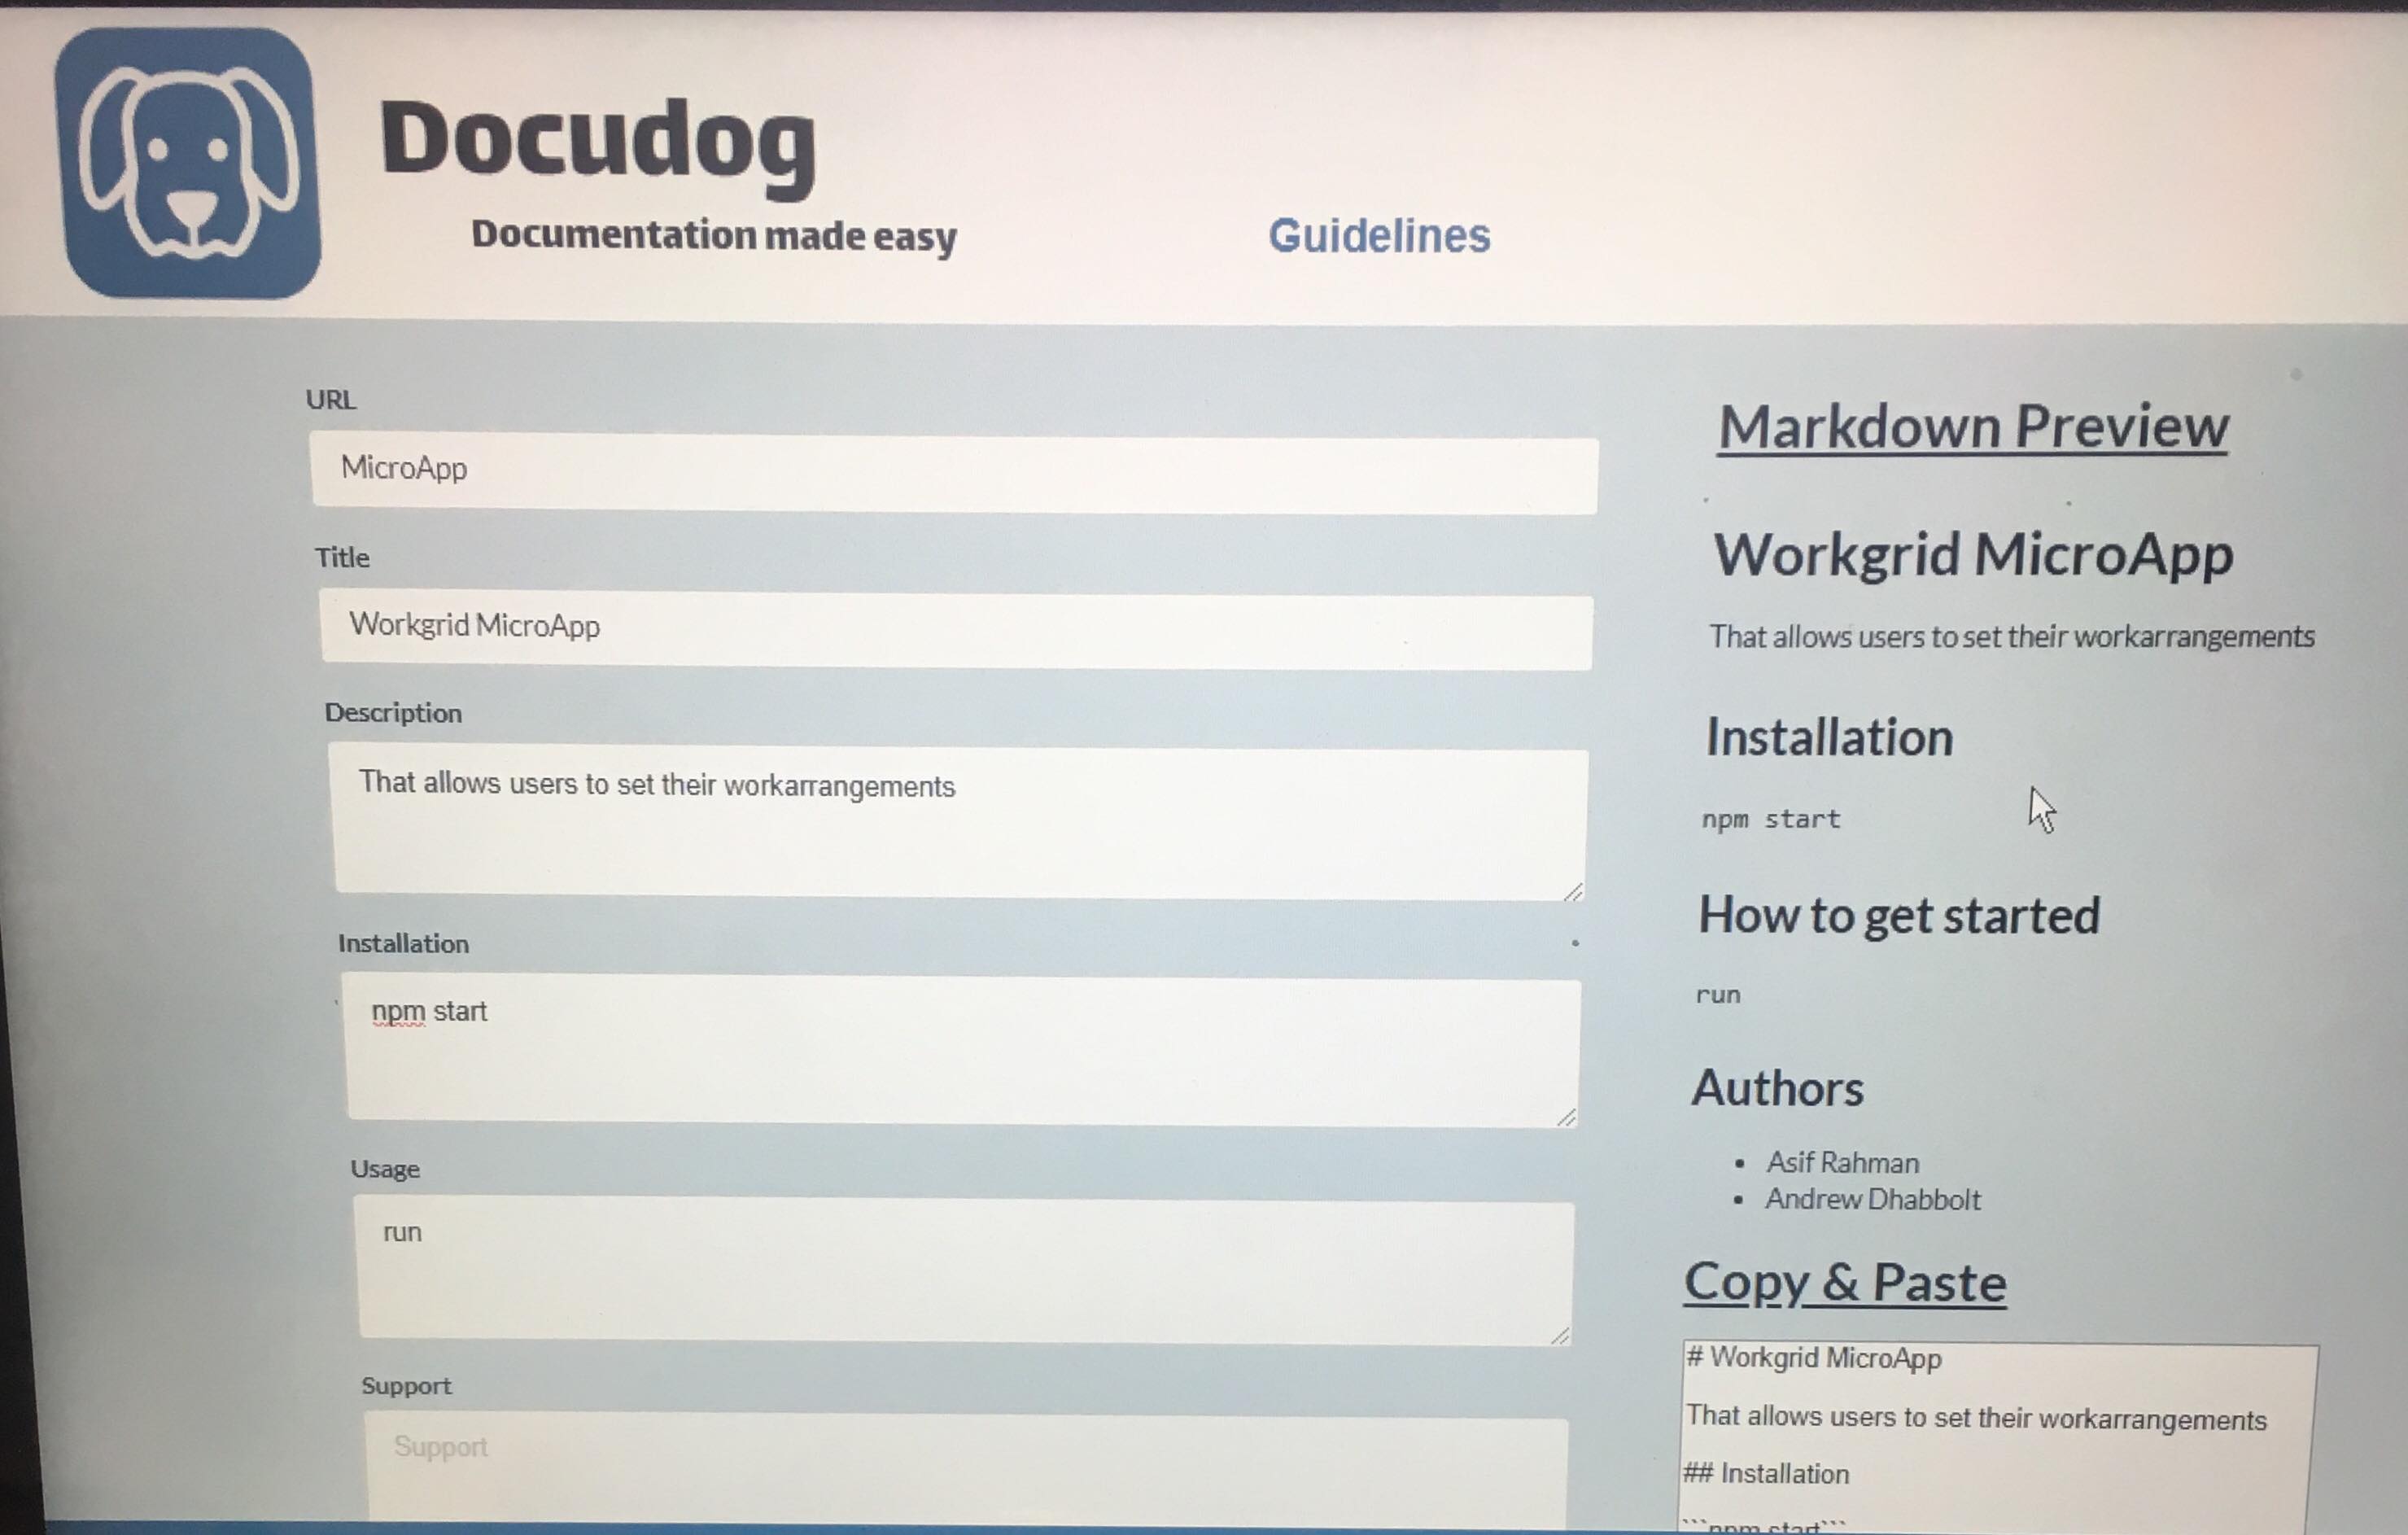 Docudog
Documentation made easy
Guidelines
URL
MicroApp
Title
Workgrid MicroApp
Description
That allows users to set their workarrangements
Installation
npm start
Usage
run
Support
Support
Markdown Preview
Workgrid MicroApp
That allows users to set their workarrangements
Installation
npm start
How to get started
run
Authors
• Asif Rahman
• Andrew Dhabbolt
Copy & Paste
# Workgrid MicroApp
That allows users to set their workarrangements
## Installation
```npm start```